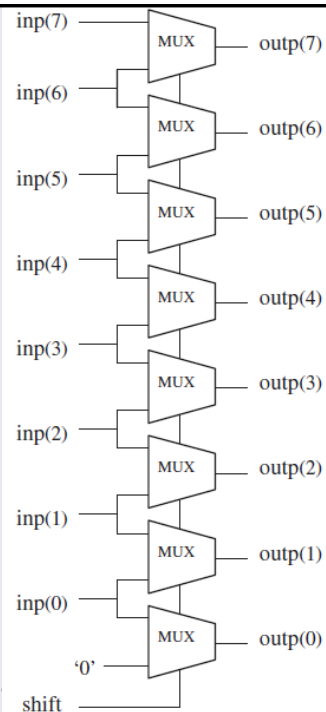 inp(7)
MUX
outp(7)
inp(6)
MUX
outp(6)
inp(5)
MUX
outp(5)
inp(4)
MUX
outp(4)
inp(3)
MUX
outp(3)
inp(2)
MUX
outp(2)
inp(1)
MUX
outp(1)
inp(0)
MUX
outp(0)
‘0’
shift